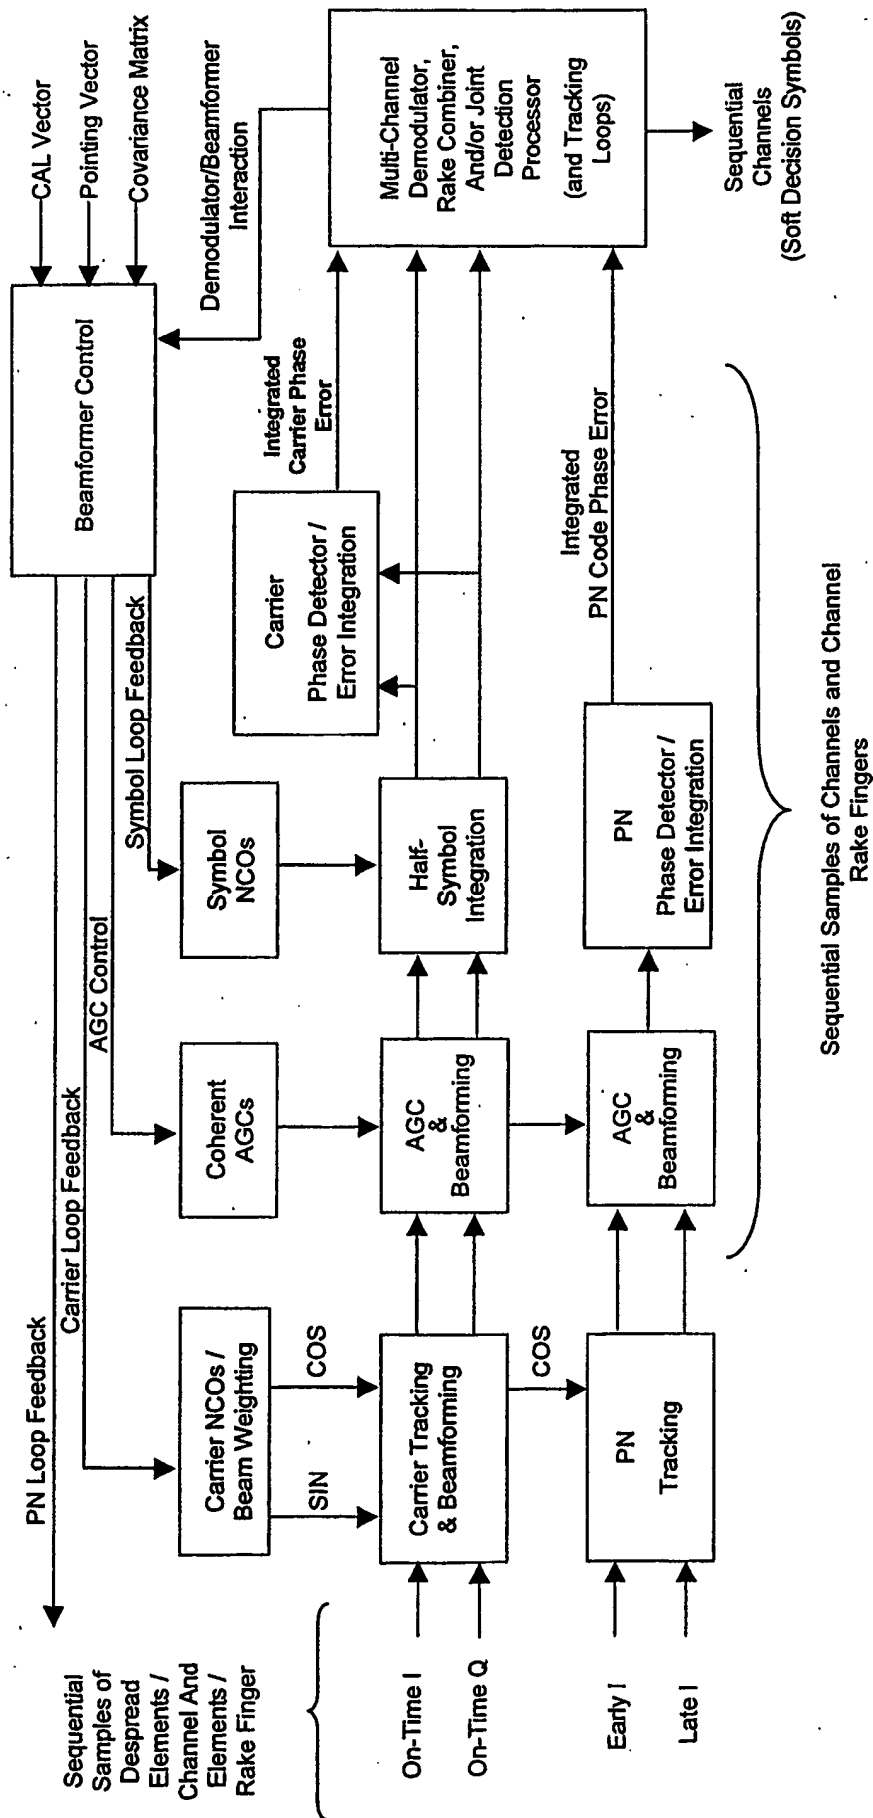 CAL Vector
Pointing Vector
Covariance Matrix
Beamformer Control
Demodulator/Beamformer
Interaction
PN Loop Feedback
Carrier Loop Feedback
AGC Control
Symbol Loop Feedback
Sequential
Samples of
Despread
Elements /
Channel And
Elements /
Rake Finger
Carrier NCOs /
Beam Weighting
SIN
COS
Coherent
AGCs
Symbol
NCOs
Carrier
Phase Detector /
Error Integration
Integrated
Carrier Phase
Error
Multi-Channel
Demodulator,
Rake Combiner,
And/or Joint
Detection
Processor
(and Tracking
Loops)
On-Time I
On-Time Q
Carrier Tracking
& Beamforming
AGC
&
Beamforming
Half-
Symbol
Integration
COS
Early I
Late I
PN
Tracking
AGC
&
Beamforming
PN
Phase Detector /
Error Integration
Integrated
PN Code Phase Error
Sequential
Channels
(Soft Decision Symbols)
Sequential Samples of Channels and Channel
Rake Fingers